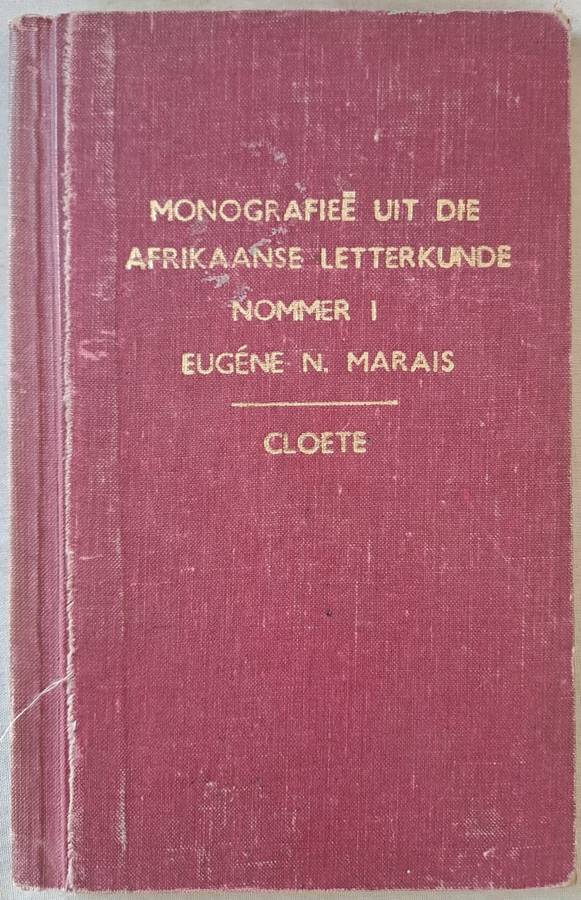 MONOGRAFIEË UIT DIE
AFRIKAANSE LETTERKUNDE
NOMMER I
EUGÉNE N. MARAIS
CLOETE